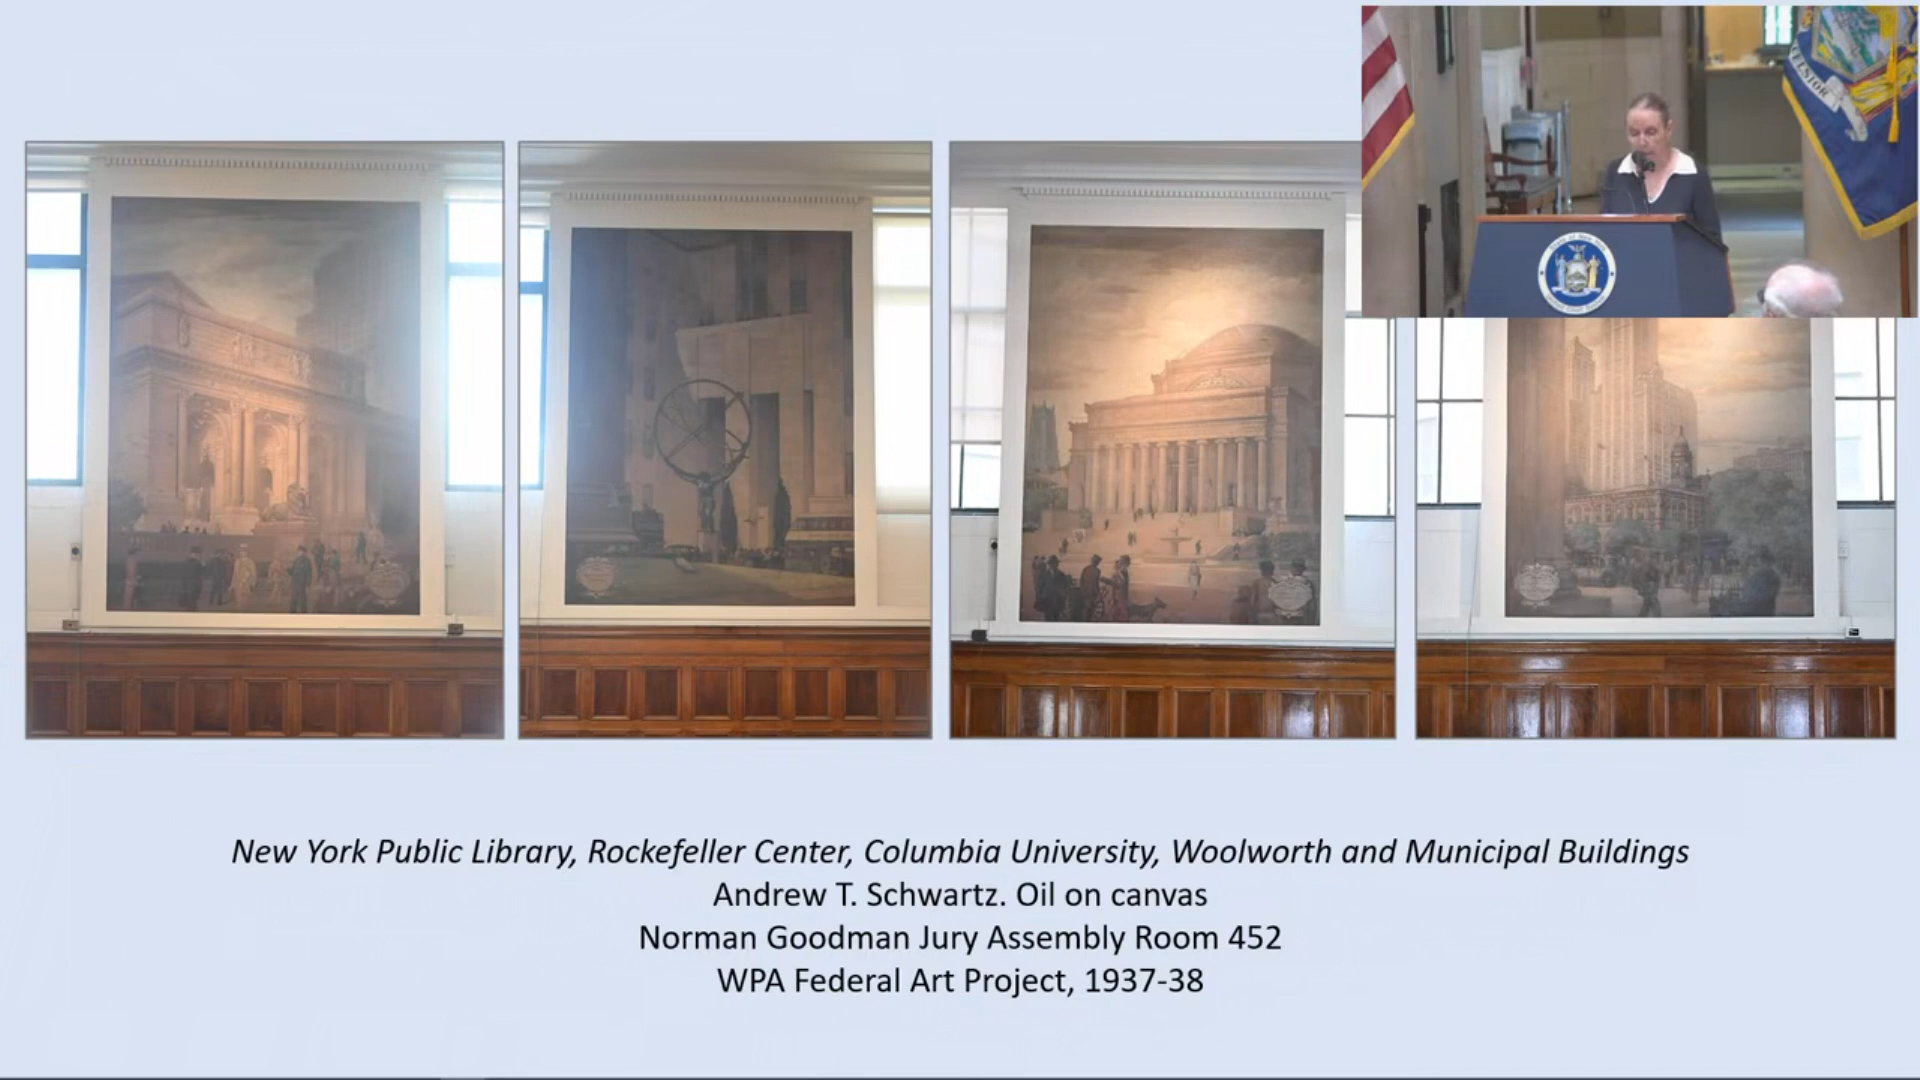 CELSIOR
New York Public Library, Rockefeller Center, Columbia University, Woolworth and Municipal Buildings
Andrew T. Schwartz. Oil on canvas
Norman Goodman Jury Assembly Room 452
WPA Federal Art Project, 1937-38